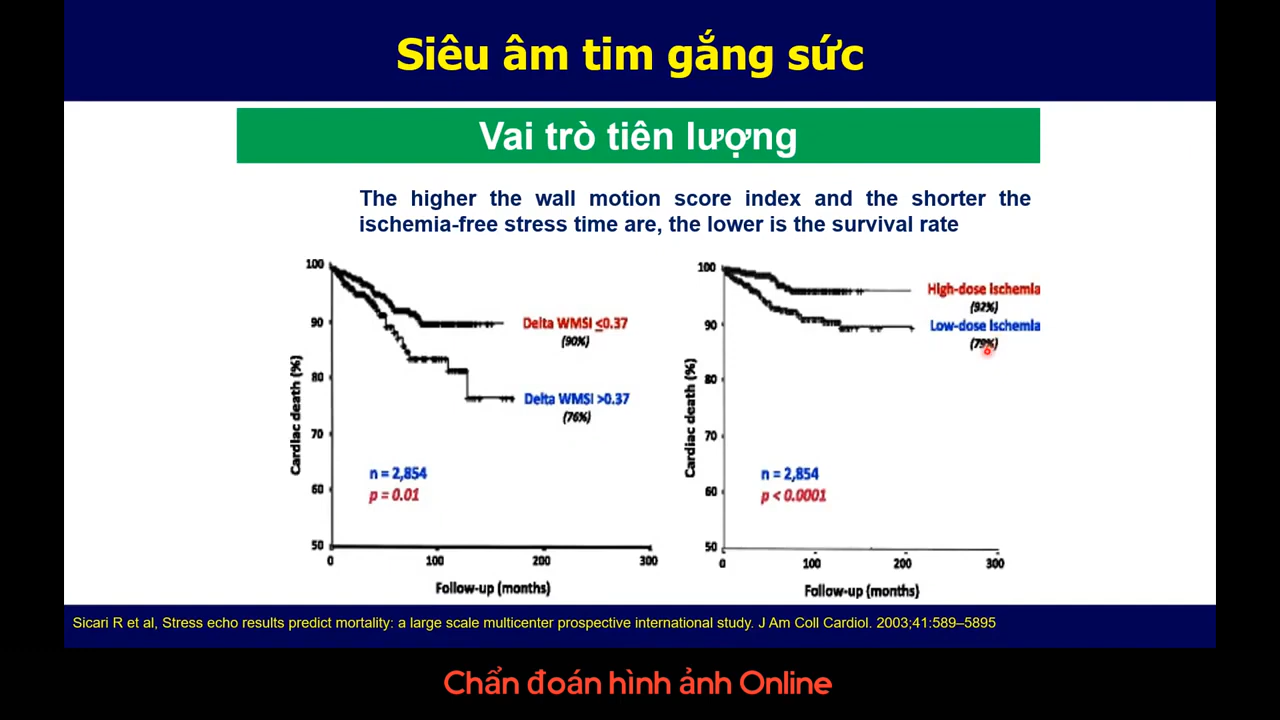 Siêu âm tim gắng sức
Vai trò tiên lượng
The higher the wall motion score index and the shorter the
ischemia-free stress time are, the lower is the survival rate
100
90
80
70
60
50
0
100
200
300
Cardiac death (%)
Follow-up (months)
Delta WMSI ≤0.37
(90%)
Delta WMSI >0.37
(76%)
n = 2,854
p = 0.01
100
90
80
70
60
50
0
100
200
300
Cardiac death (%)
Follow-up (months)
High-dose Ischemia
(92%)
Low-dose Ischemia
(79%)
n = 2,854
p < 0.0001
Sicari R et al, Stress echo results predict mortality: a large scale multicenter prospective international study. J Am Coll Cardiol. 2003;41:589–5895
Chẩn đoán hình ảnh Online